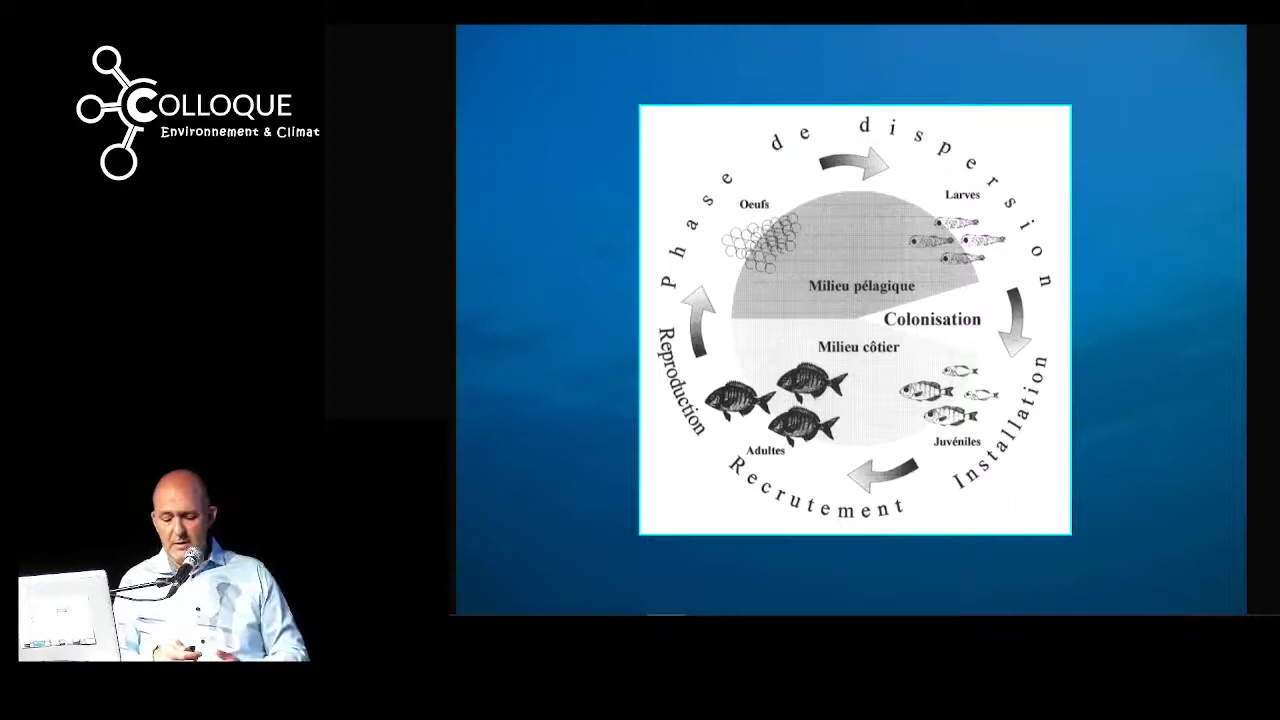 COLLOQUE
Environnement & Climat
Phase de dispersion
Oeufs
Larves
Milieu pélagique
Colonisation
Milieu côtier
Juvéniles
Adultes
Reproduction
Installation
Recrutement